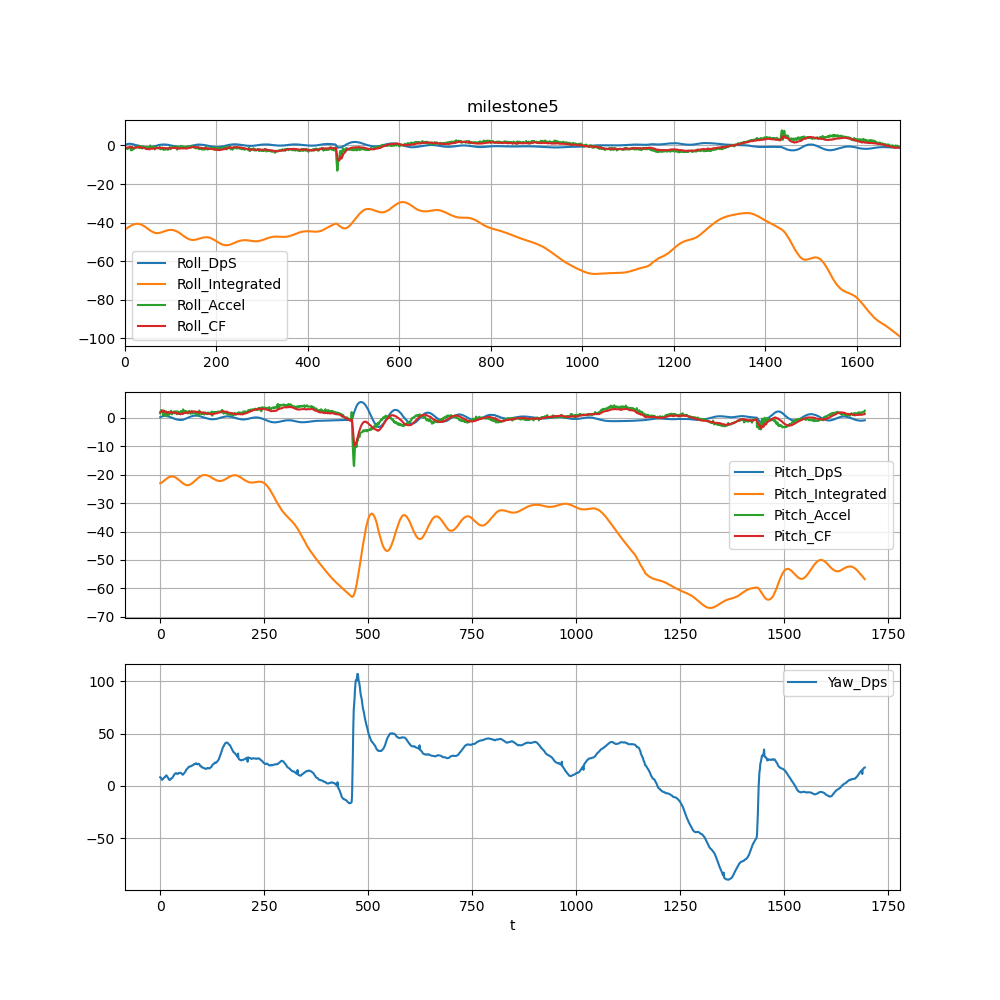 milestone5
0
−20
−40
−60
−80
−100
Roll_DpS
Roll_Integrated
Roll_Accel
Roll_CF
0 200 400 600 800 1000 1200 1400 1600
0
−10
−20
−30
−40
−50
−60
−70
Pitch_DpS
Pitch_Integrated
Pitch_Accel
Pitch_CF
0 250 500 750 1000 1250 1500 1750
100
50
0
−50
Yaw_Dps
0 250 500 750 1000 1250 1500 1750
t